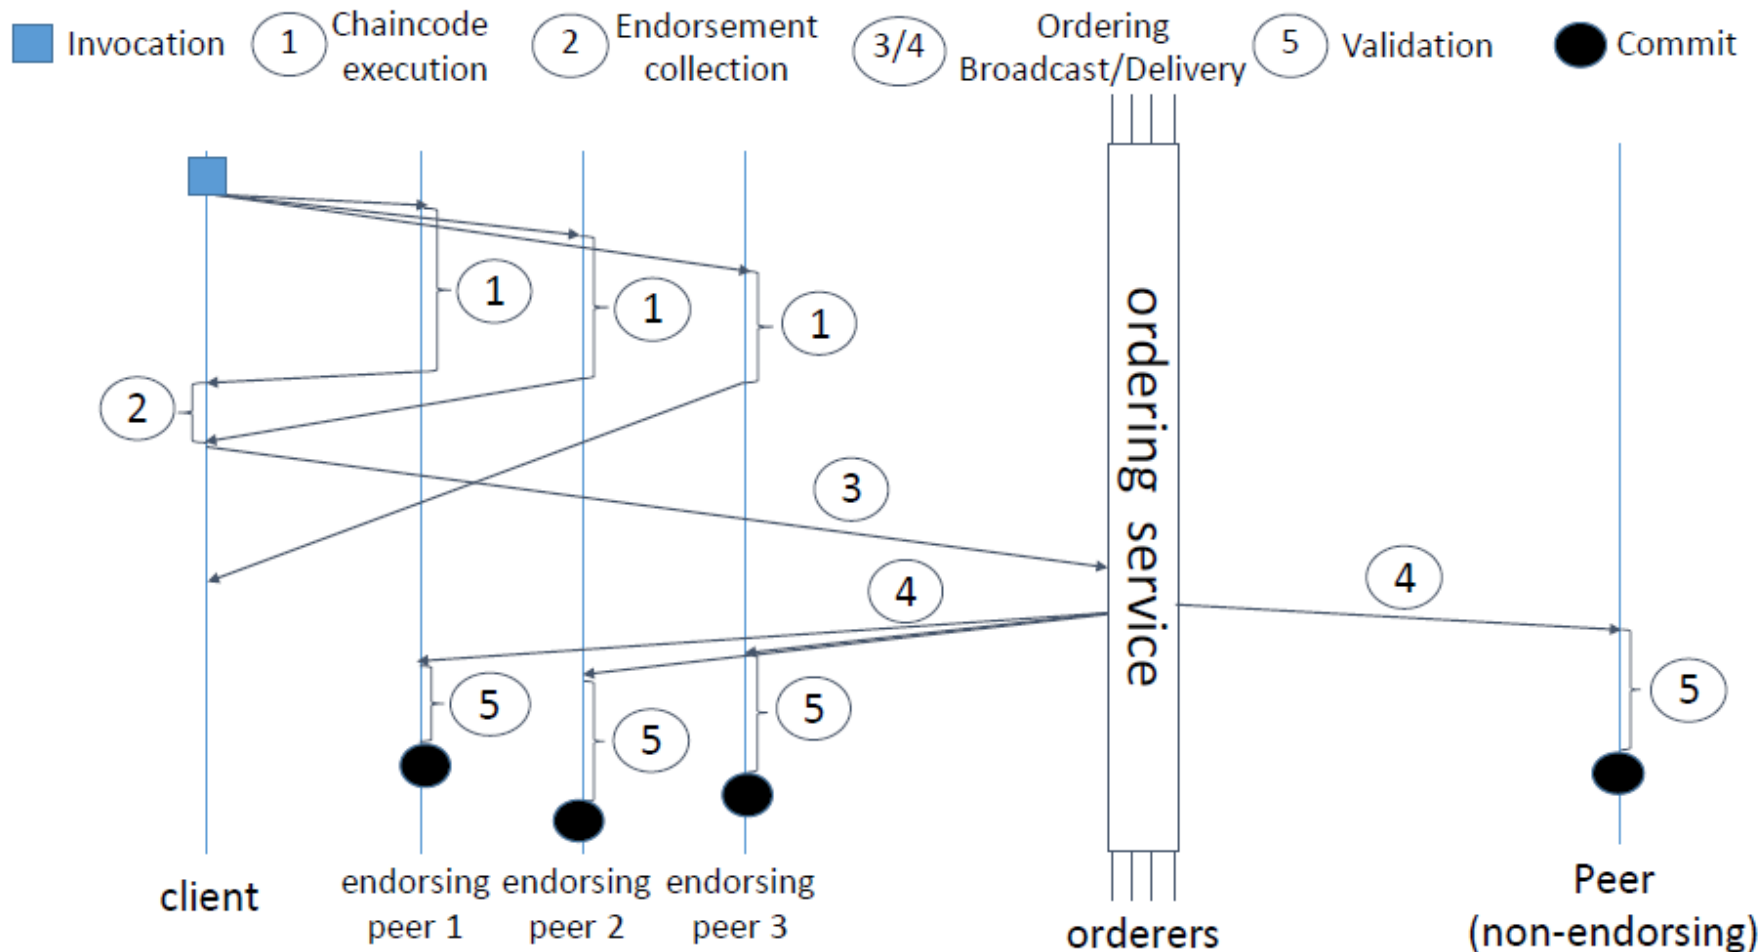 Invocation
1
Chaincode
execution
2
Endorsement
collection
3/4
Ordering
Broadcast/Delivery
5
Validation
Commit
1
1
1
2
3
4
4
5
5
5
5
ordering service
client
endorsing
peer 1
endorsing
peer 2
endorsing
peer 3
orderers
Peer
(non-endorsing)